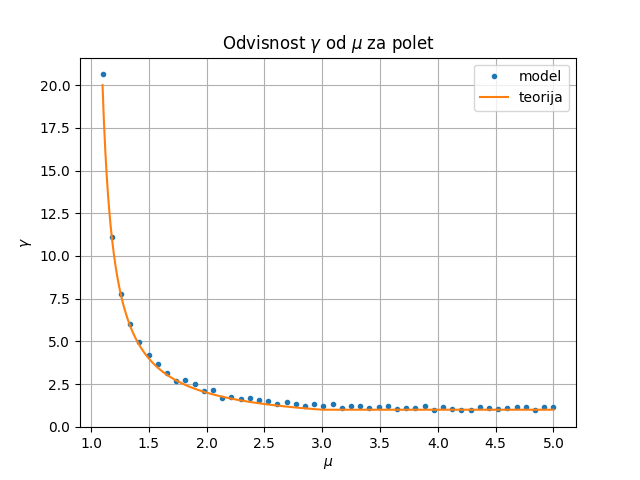 Odvisnost γ od μ za polet
model
teorija
20.0
17.5
15.0
12.5
10.0
7.5
5.0
2.5
0.0
γ
1.0 1.5 2.0 2.5 3.0 3.5 4.0 4.5 5.0
μ